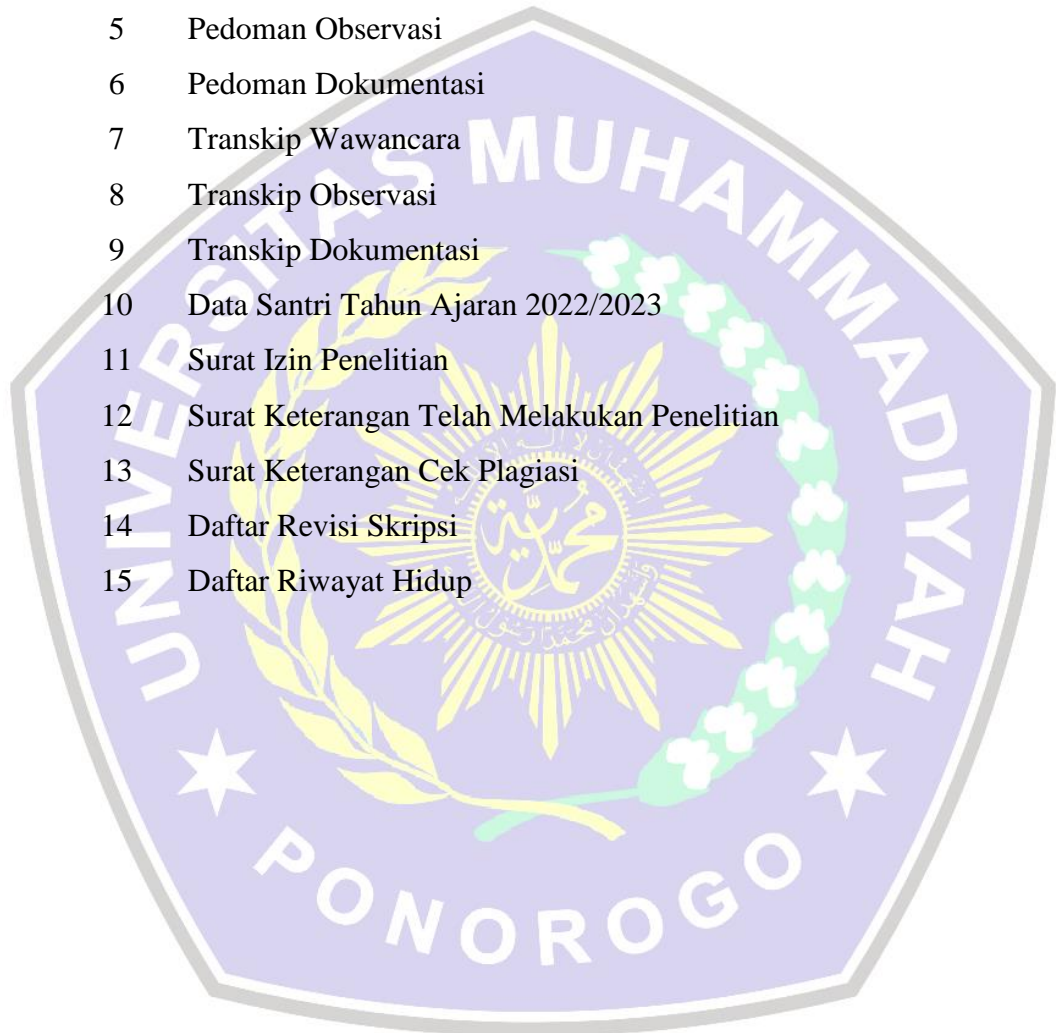 5 Pedoman Observasi
6 Pedoman Dokumentasi
7 Transkip Wawancara
8 Transkip Observasi
9 Transkip Dokumentasi
10 Data Santri Tahun Ajaran 2022/2023
11 Surat Izin Penelitian
12 Surat Keterangan Telah Melakukan Penelitian
13 Surat Keterangan Cek Plagiasi
14 Daftar Revisi Skripsi
15 Daftar Riwayat Hidup
UNIVERSITAS MUHAMMADIYAH
PONOROGO
محمدية